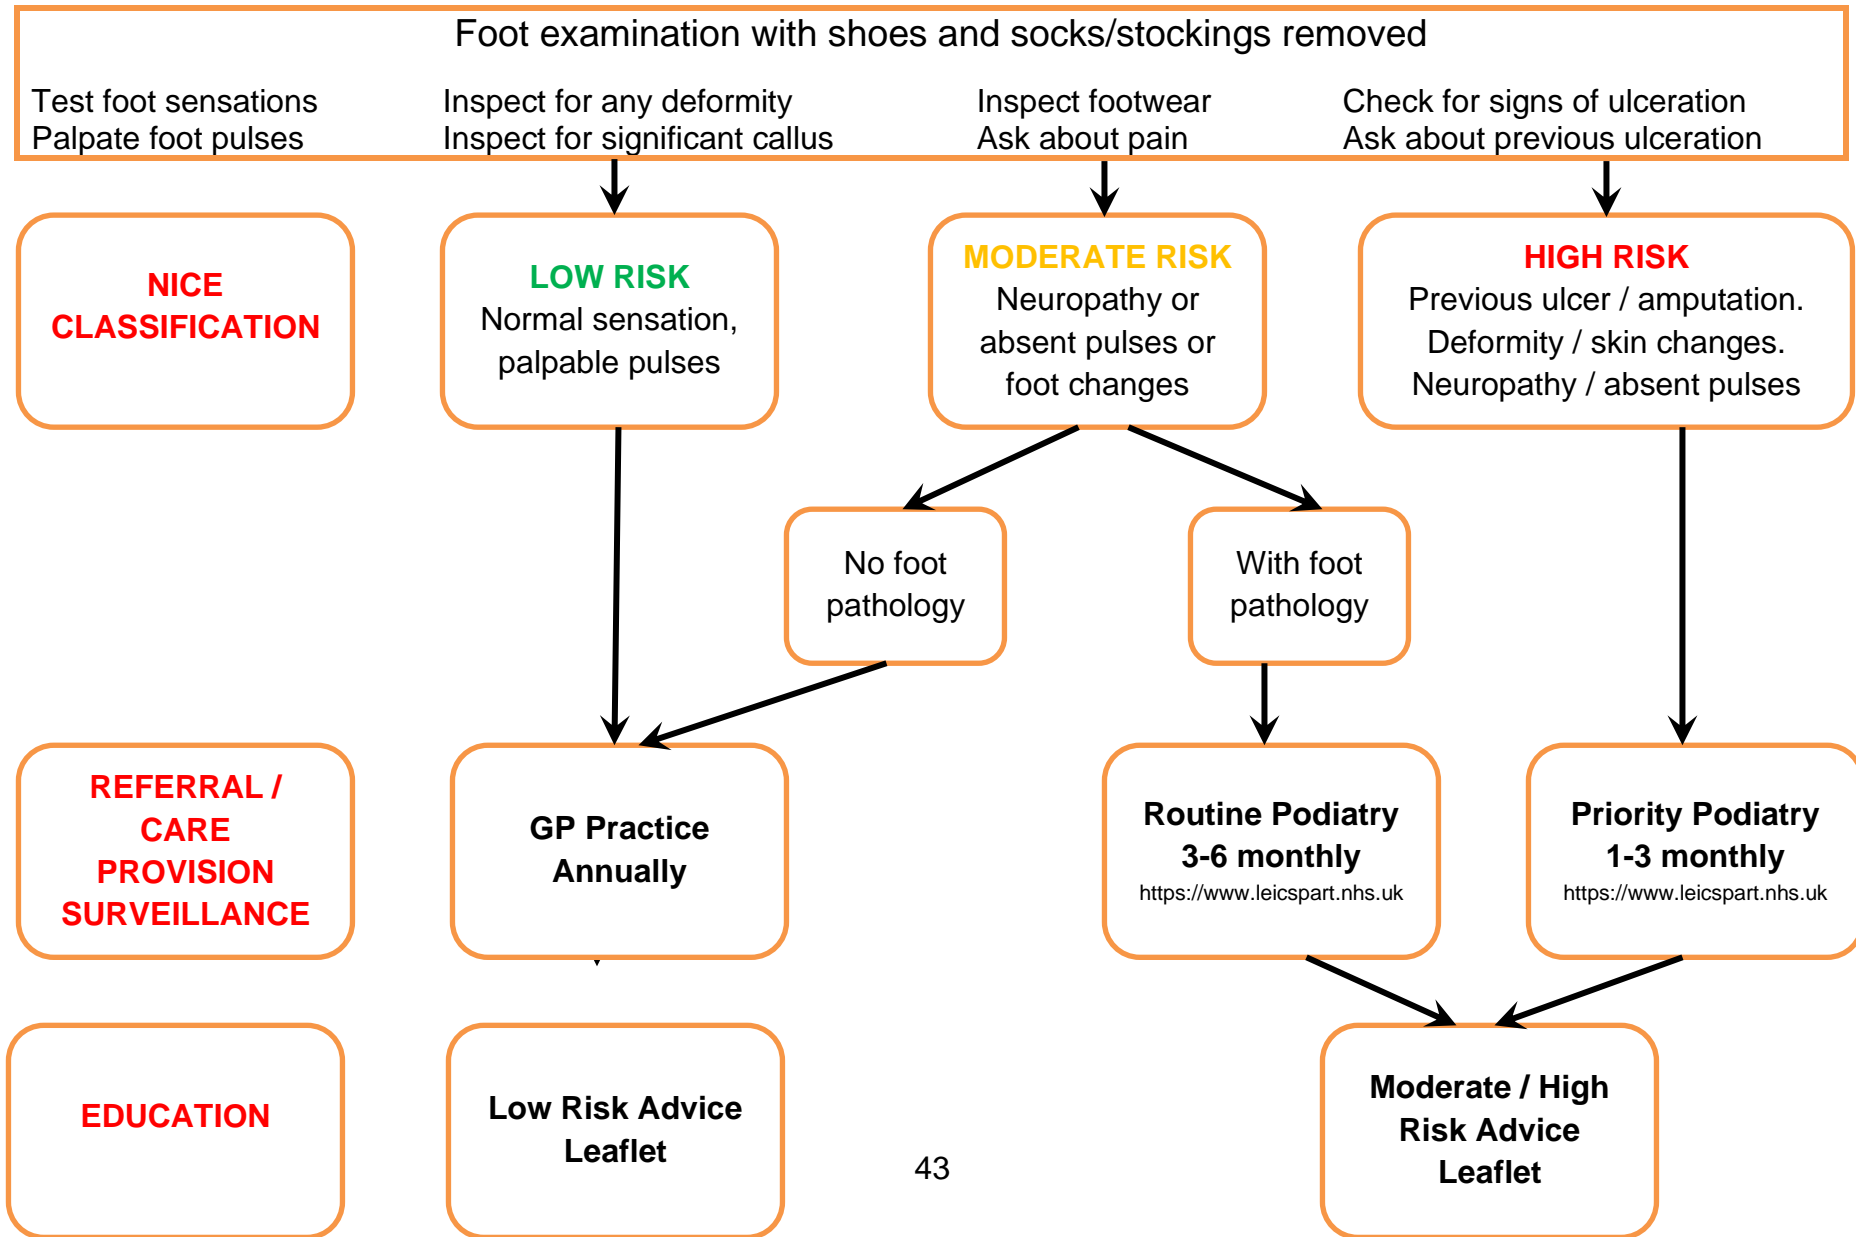 Foot examination with shoes and socks/stockings removed
Test foot sensations
Palpate foot pulses
Inspect for any deformity
Inspect for significant callus
Inspect footwear
Ask about pain
Check for signs of ulceration
Ask about previous ulceration
NICE
CLASSIFICATION
LOW RISK
Normal sensation,
palpable pulses
MODERATE RISK
Neuropathy or
absent pulses or
foot changes
HIGH RISK
Previous ulcer / amputation.
Deformity / skin changes.
Neuropathy / absent pulses
No foot
pathology
With foot
pathology
REFERRAL /
CARE
PROVISION
SURVEILLANCE
GP Practice
Annually
Routine Podiatry
3-6 monthly
https://www.leicspart.nhs.uk
Priority Podiatry
1-3 monthly
https://www.leicspart.nhs.uk
EDUCATION
Low Risk Advice
Leaflet
Moderate / High
Risk Advice
Leaflet
43